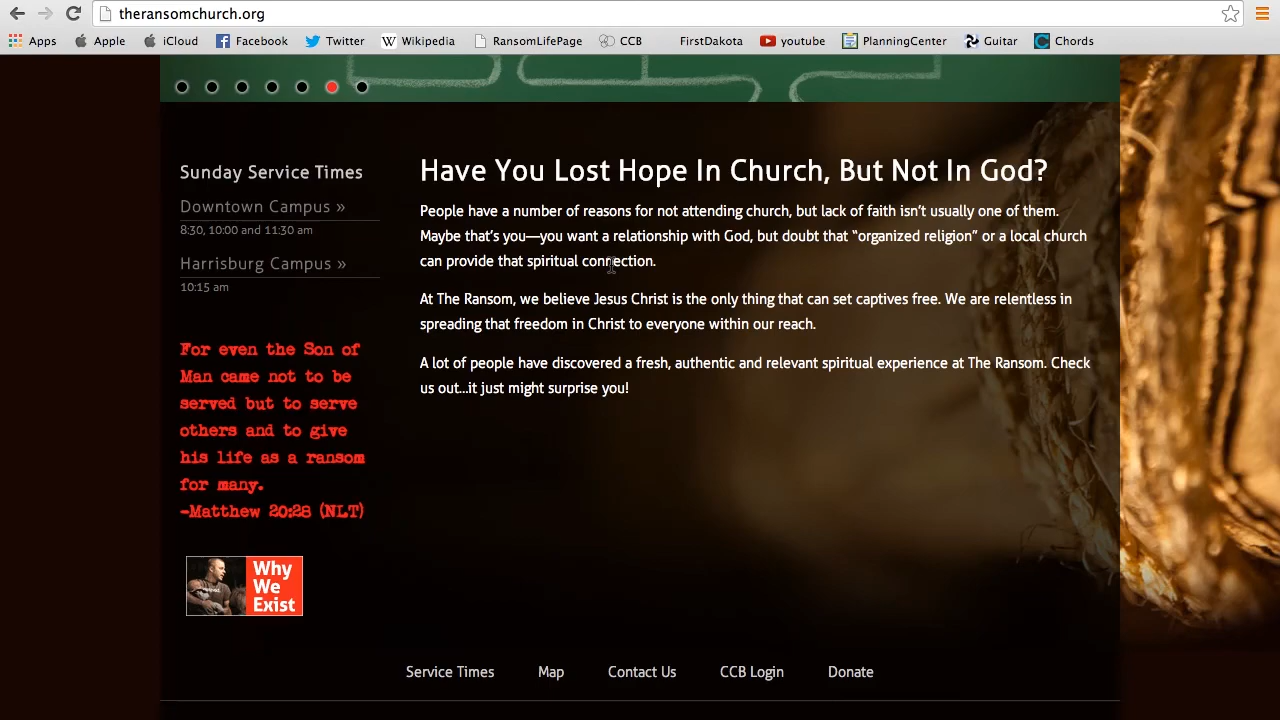 theransomchurch.org
Apps Apple iCloud Facebook Twitter Wikipedia RansomLifePage CCB FirstDakota youtube PlanningCenter Guitar Chords
Sunday Service Times
Downtown Campus »
8:30, 10:00 and 11:30 am
Harrisburg Campus »
10:15 am
For even the Son of
Man came not to be
served but to serve
others and to give
his life as a ransom
for many.
-Matthew 20:28 (NLT)
Why
We
Exist
Have You Lost Hope In Church, But Not In God?
People have a number of reasons for not attending church, but lack of faith isn’t usually one of them.
Maybe that’s you—you want a relationship with God, but doubt that “organized religion” or a local church
can provide that spiritual connection.
At The Ransom, we believe Jesus Christ is the only thing that can set captives free. We are relentless in
spreading that freedom in Christ to everyone within our reach.
A lot of people have discovered a fresh, authentic and relevant spiritual experience at The Ransom. Check
us out...it just might surprise you!
Service Times Map Contact Us CCB Login Donate